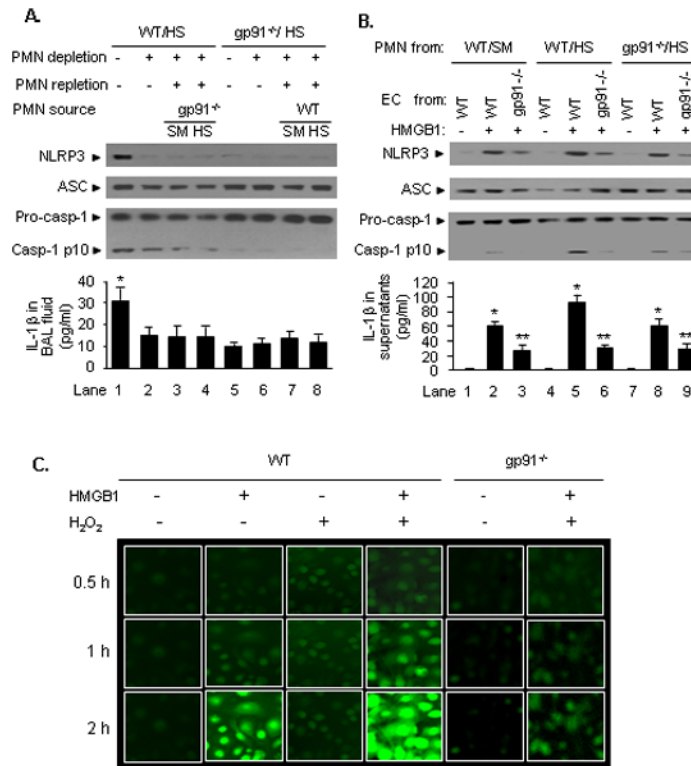 A.
WT/HS gp91⁻/⁻/ HS
PMN depletion - + + + - + + +
PMN repletion - - + + - - + +
PMN source gp91⁻/⁻ WT
SM HS SM HS
NLRP3
ASC
Pro-casp-1
Casp-1 p10
IL-1 β in BAL fluid (pg/ml)
40
30
20
10
0
*
Lane 1 2 3 4 5 6 7 8
B.
PMN from: WT/SM WT/HS gp91⁻/⁻/HS
EC from: WT WT gp91-/- WT WT gp91-/- WT WT gp91-/-
HMGB1: - + + - + + - + +
NLRP3
ASC
Pro-casp-1
Casp-1 p10
IL-1 β in supernatants (pg/ml)
120
100
80
60
40
20
0
* ** * ** * **
Lane 1 2 3 4 5 6 7 8 9
C.
WT gp91⁻/⁻
HMGB1 - + - + - +
H₂O₂ - - + + - +
0.5 h
1 h
2 h